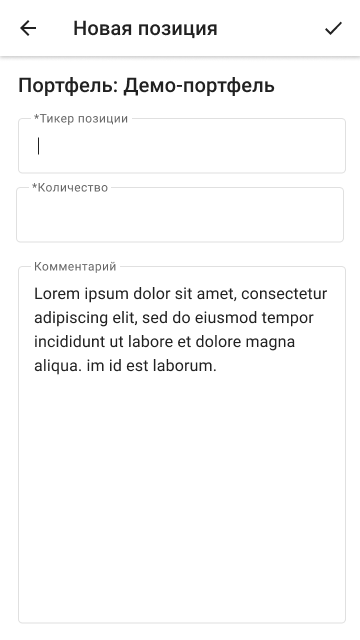 Новая позиция
Портфель: Демо-портфель
*Тикер позиции
*Количество
Комментарий
Lorem ipsum dolor sit amet, consectetur
adipiscing elit, sed do eiusmod tempor
incididunt ut labore et dolore magna
aliqua. im id est laborum.